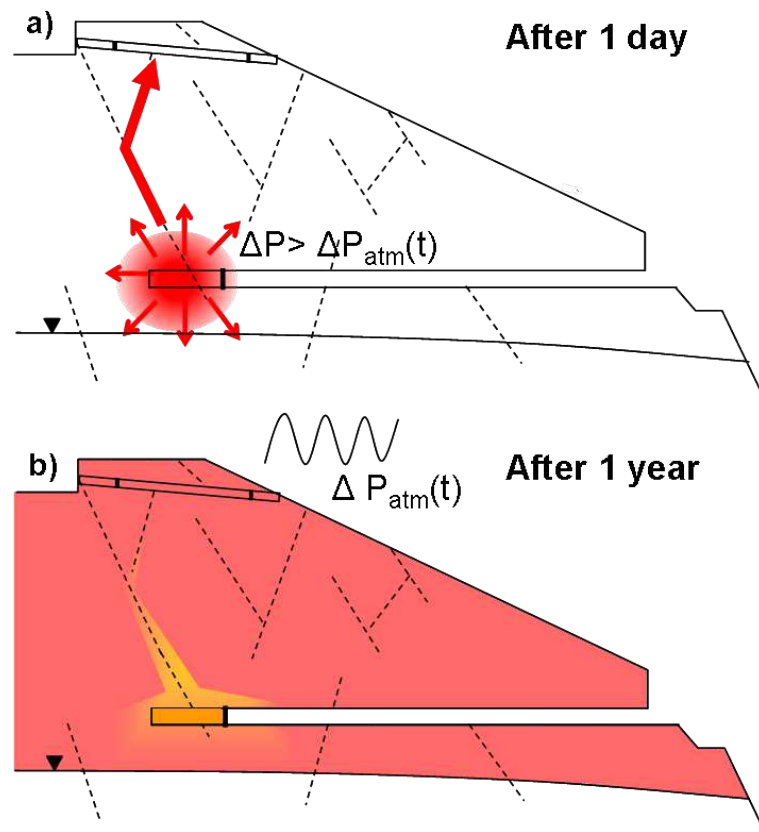 a)
After 1 day
ΔP> ΔPatm(t)
b)
After 1 year
Δ Patm(t)